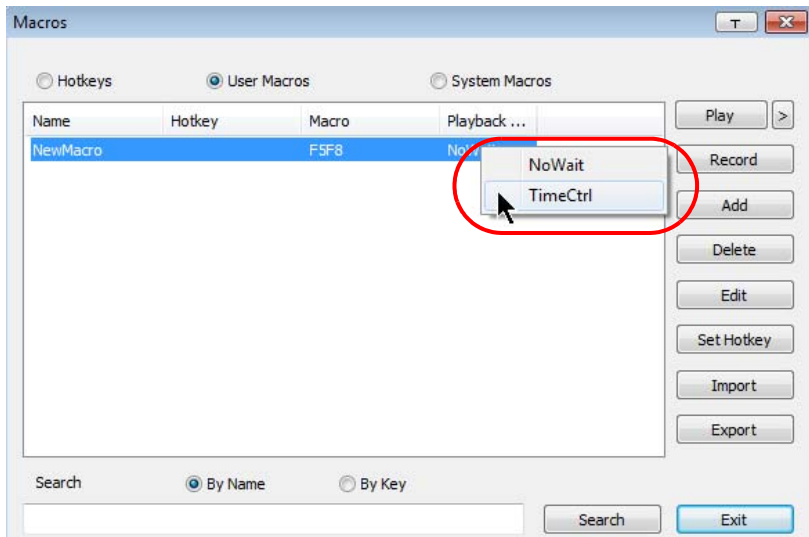 Macros
Hotkeys User Macros System Macros
Name Hotkey Macro Playback ... Play >
NewMacro F5F8
NoWait Record
TimeCtrl
Add
Delete
Edit
Set Hotkey
Import
Export
Search By Name By Key
Search Exit